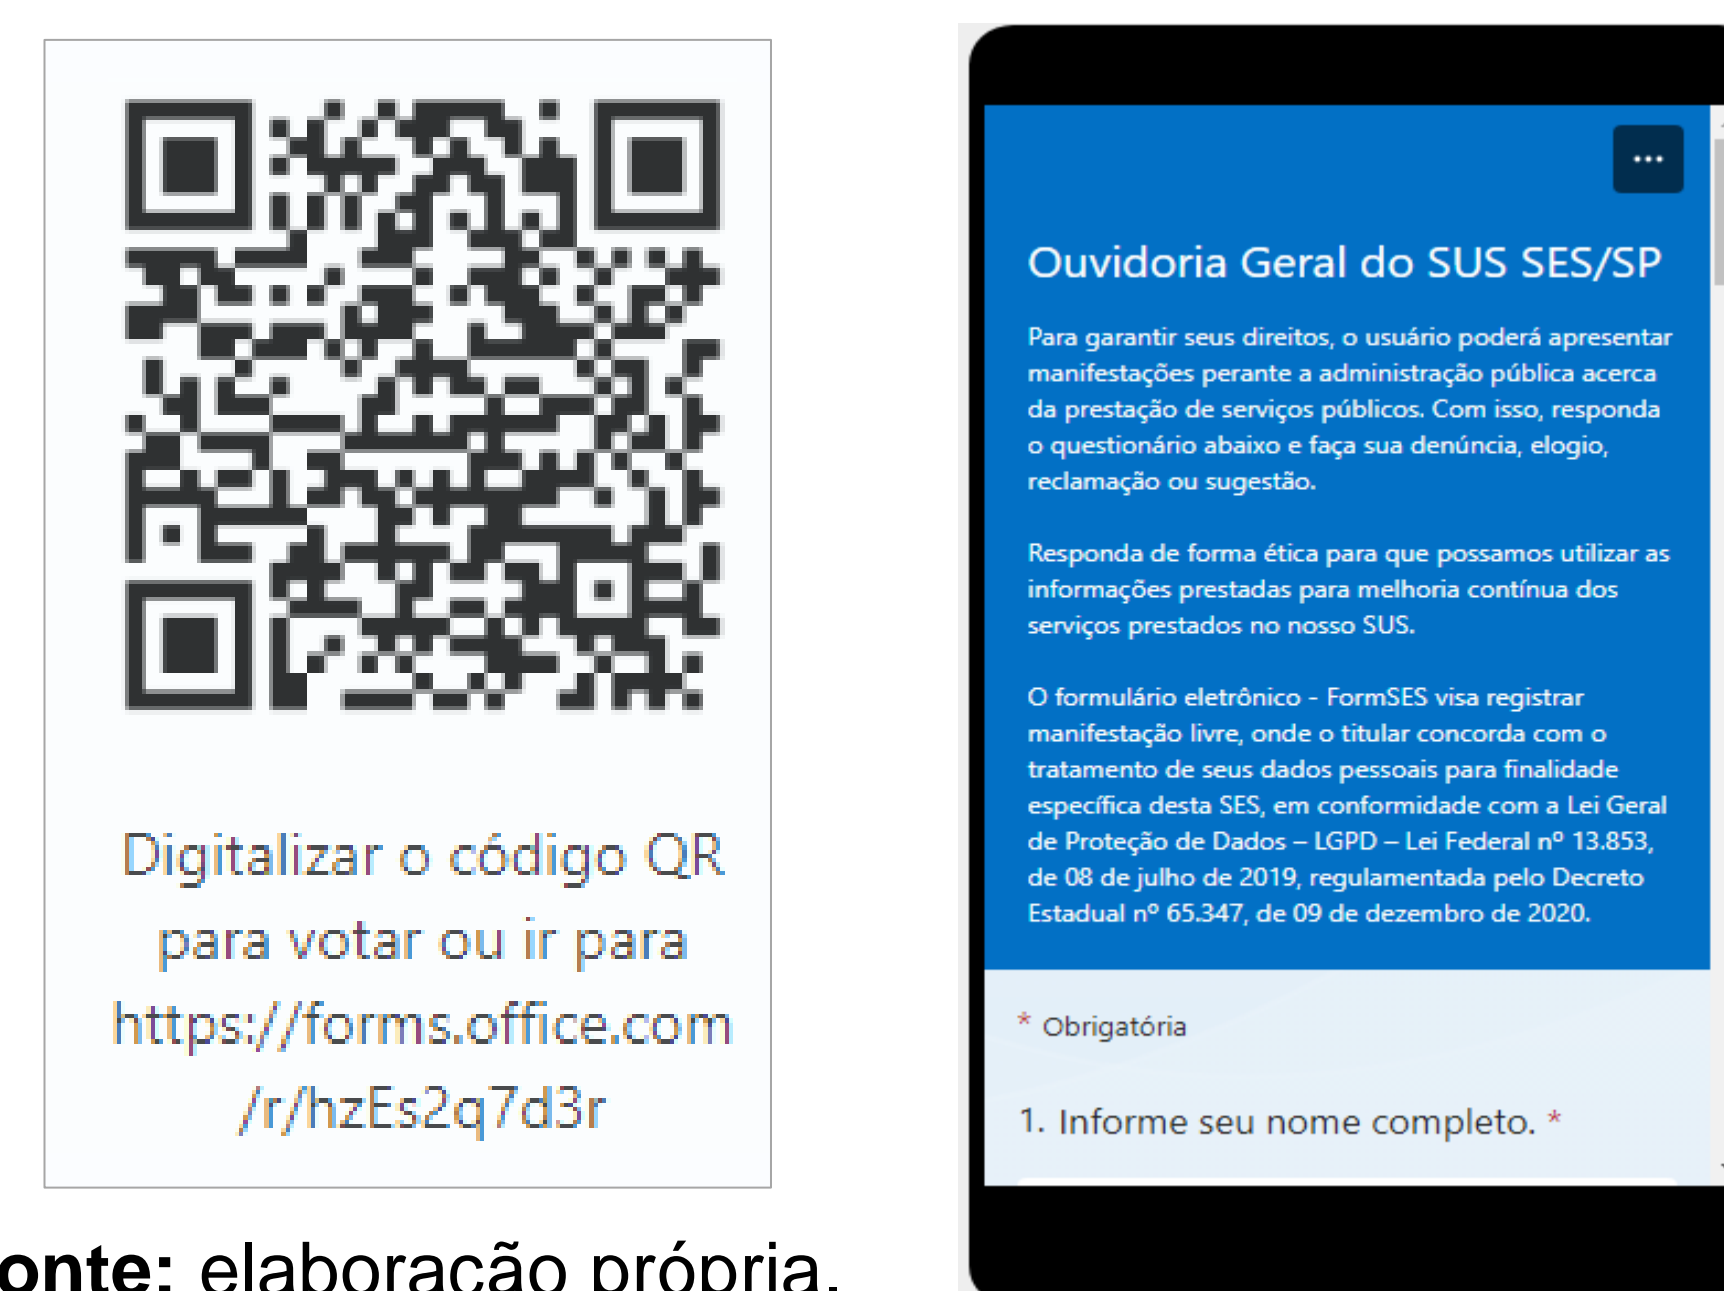 Digitalizar o código QR
para votar ou ir para
https://forms.office.com
/r/hzEs2q7d3r
onte: elaboração própria.
Ouvidoria Geral do SUS SES/SP
Para garantir seus direitos, o usuário poderá apresentar
manifestações perante a administração pública acerca
da prestação de serviços públicos. Com isso, responda
o questionário abaixo e faça sua denúncia, elogio,
reclamação ou sugestão.
Responda de forma ética para que possamos utilizar as
informações prestadas para melhoria contínua dos
serviços prestados no nosso SUS.
O formulário eletrônico - FormSES visa registrar
manifestação livre, onde o titular concorda com o
tratamento de seus dados pessoais para finalidade
específica desta SES, em conformidade com a Lei Geral
de Proteção de Dados – LGPD – Lei Federal nº 13.853,
de 08 de julho de 2019, regulamentada pelo Decreto
Estadual nº 65.347, de 09 de dezembro de 2020.
* Obrigatória
1. Informe seu nome completo. *